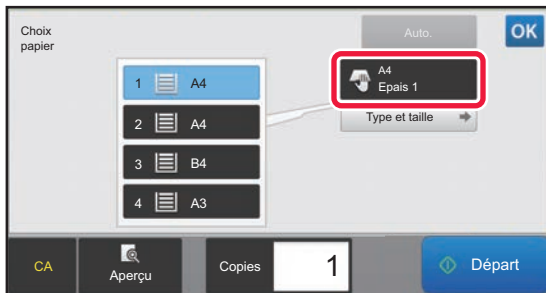 Choix
papier
Auto.
OK
1 A4
2 A4
3 B4
4 A3
A4
Epais 1
Type et taille
CA
Aperçu
Copies
1
Départ